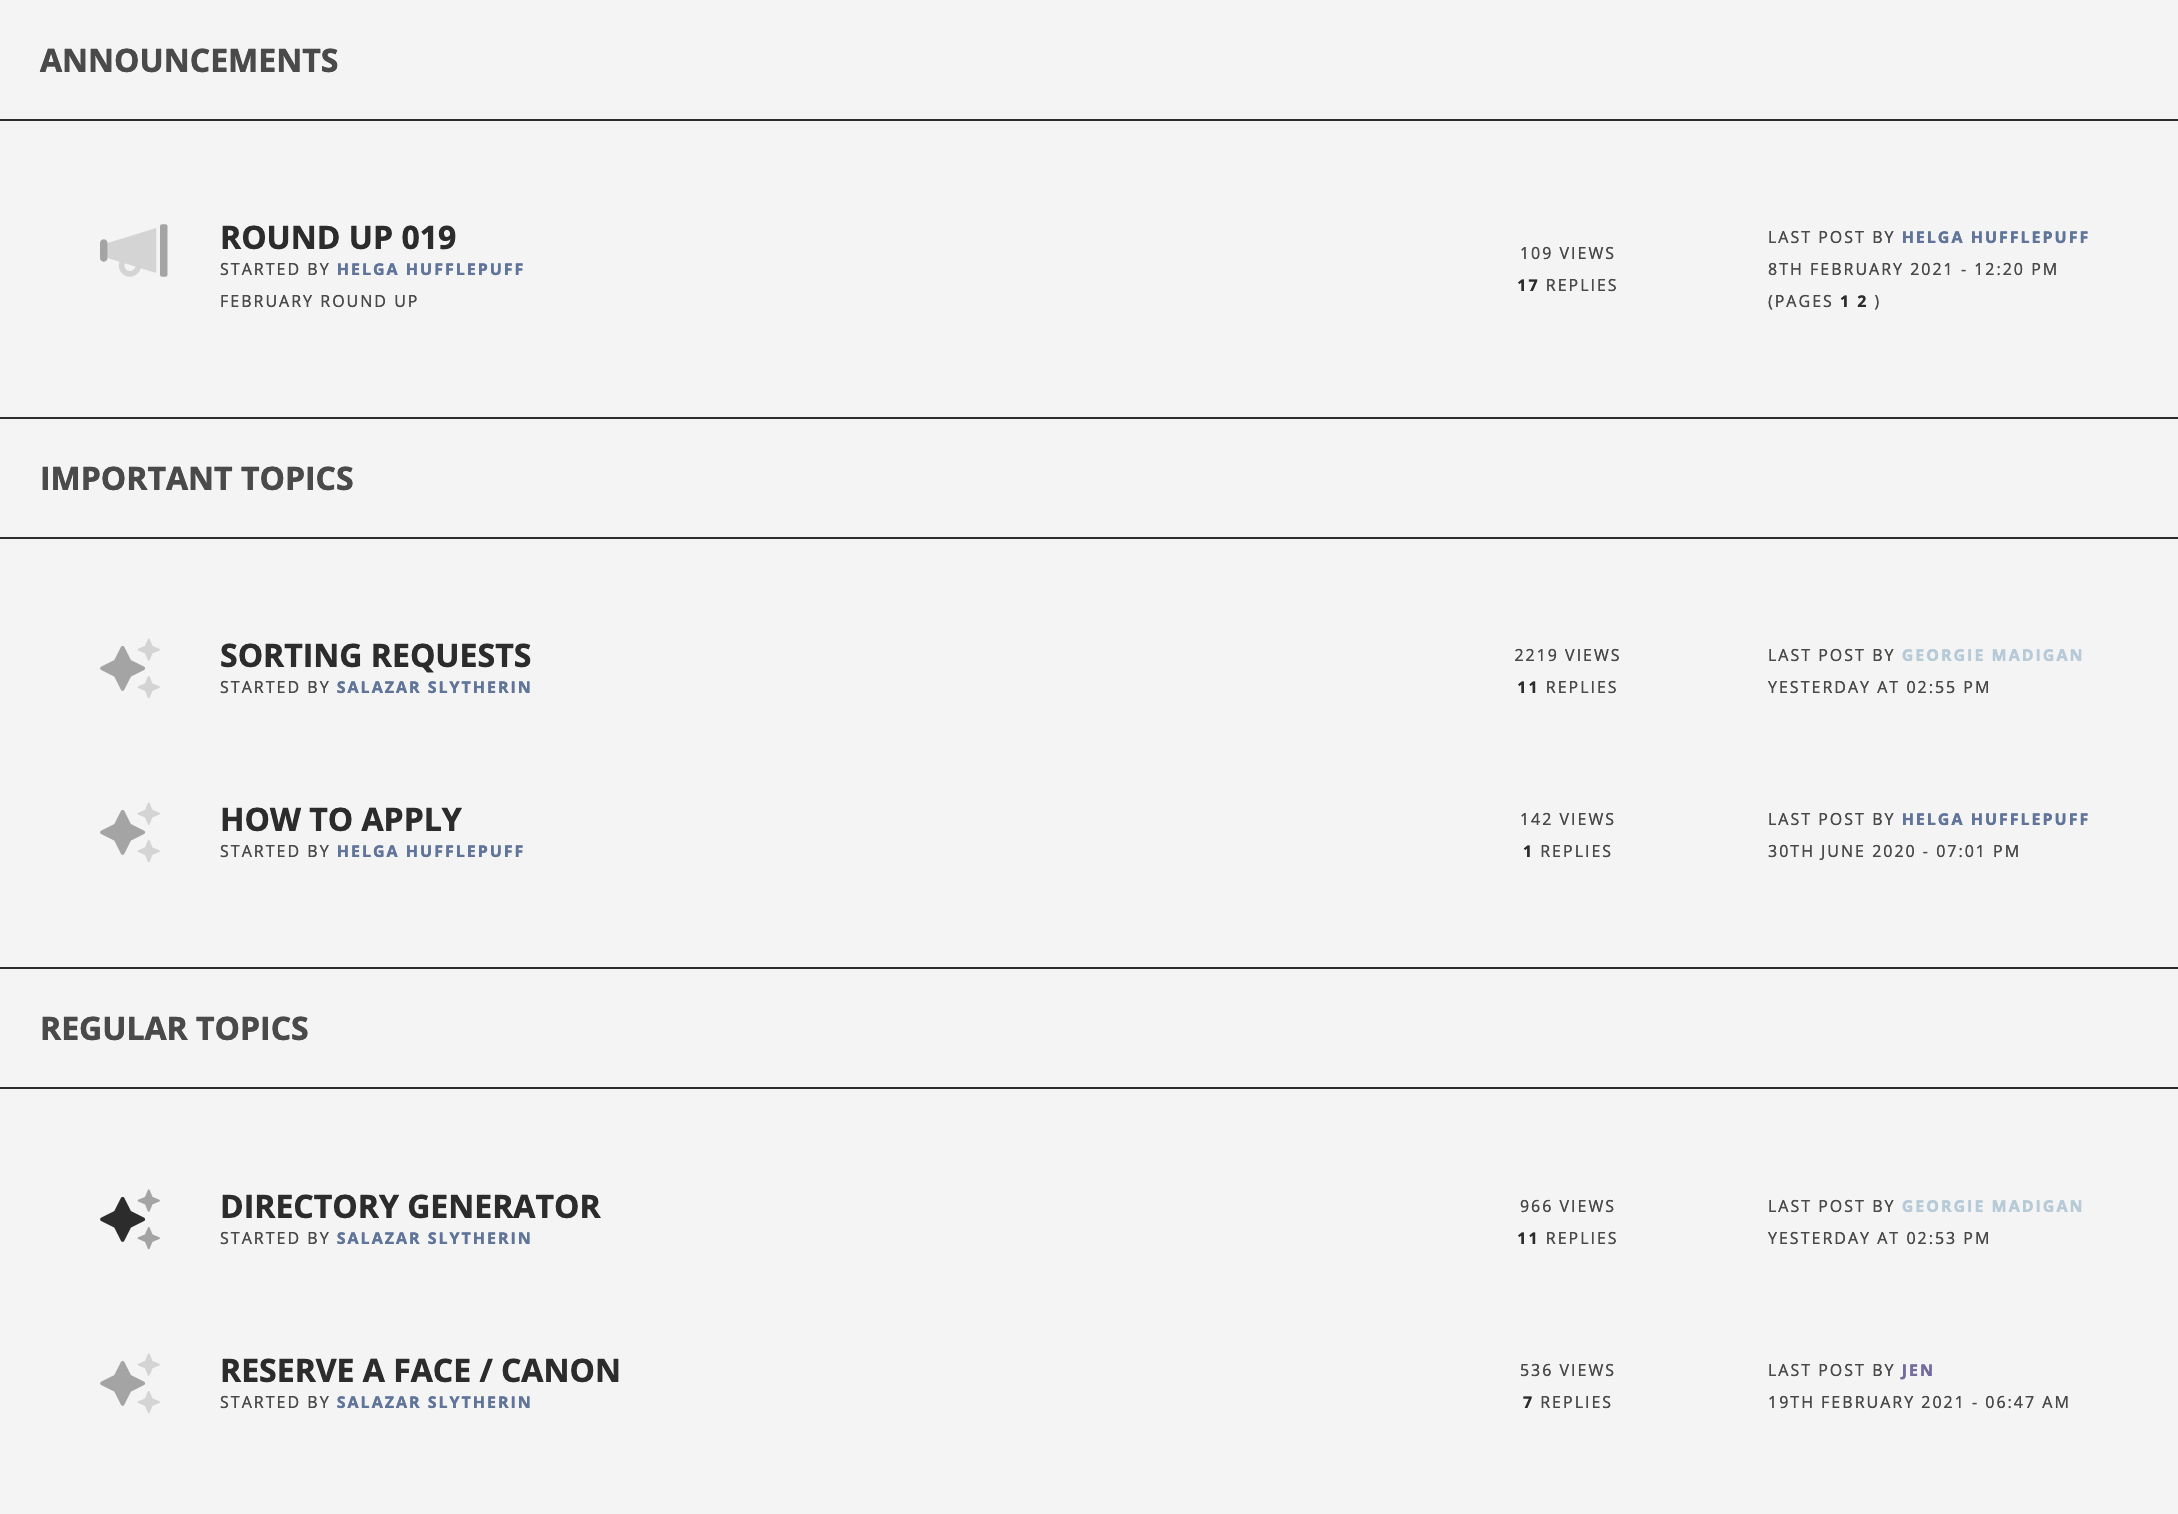 ANNOUNCEMENTS
ROUND UP 019
STARTED BY HELGA HUFFLEPUFF
FEBRUARY ROUND UP
109 VIEWS
17 REPLIES
LAST POST BY HELGA HUFFLEPUFF
8TH FEBRUARY 2021 - 12:20 PM
(PAGES 1 2 )
IMPORTANT TOPICS
SORTING REQUESTS
STARTED BY SALAZAR SLYTHERIN
2219 VIEWS
11 REPLIES
LAST POST BY GEORGIE MADIGAN
YESTERDAY AT 02:55 PM
HOW TO APPLY
STARTED BY HELGA HUFFLEPUFF
142 VIEWS
1 REPLIES
LAST POST BY HELGA HUFFLEPUFF
30TH JUNE 2020 - 07:01 PM
REGULAR TOPICS
DIRECTORY GENERATOR
STARTED BY SALAZAR SLYTHERIN
966 VIEWS
11 REPLIES
LAST POST BY GEORGIE MADIGAN
YESTERDAY AT 02:53 PM
RESERVE A FACE / CANON
STARTED BY SALAZAR SLYTHERIN
536 VIEWS
7 REPLIES
LAST POST BY JEN
19TH FEBRUARY 2021 - 06:47 AM